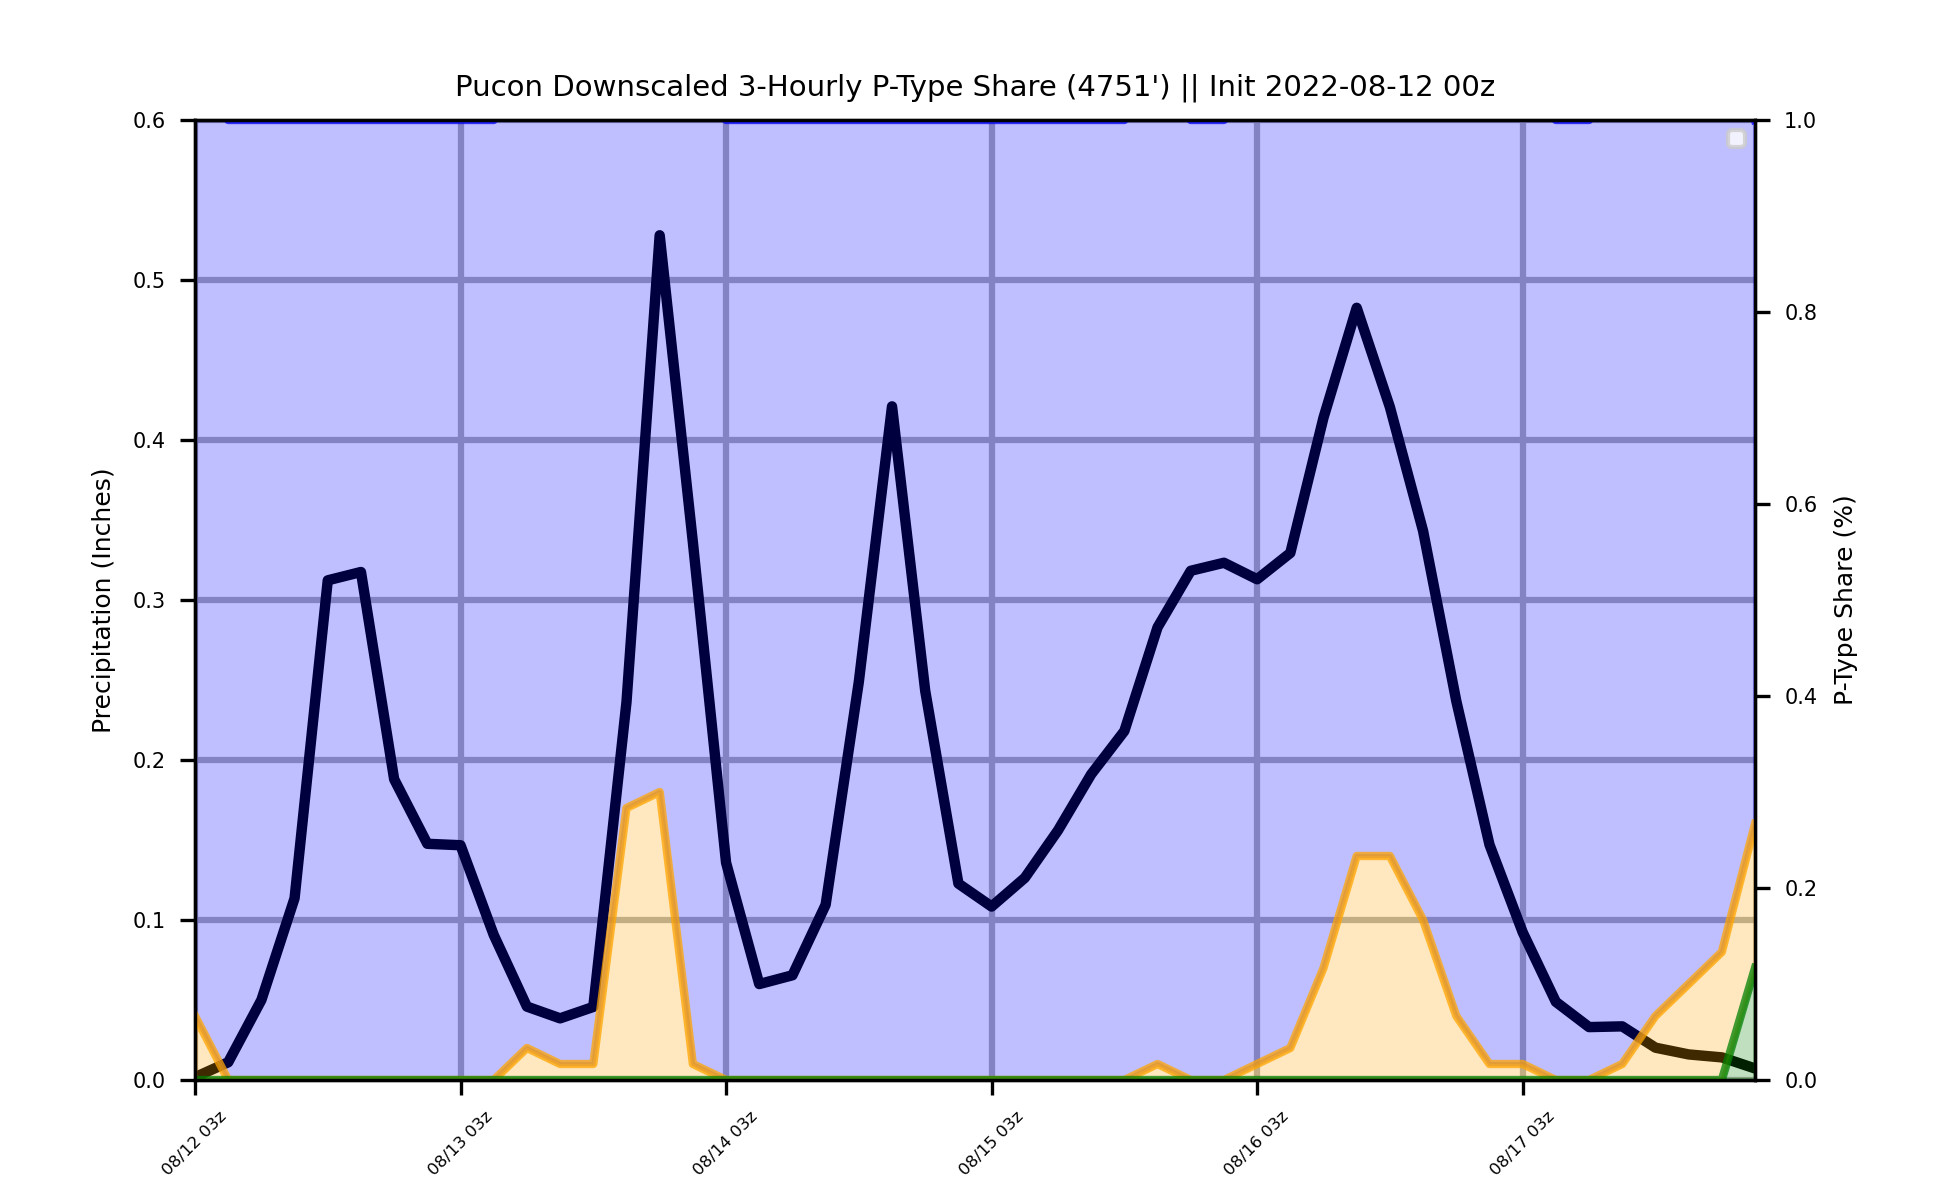 Pucon Downscaled 3-Hourly P-Type Share (4751') || Init 2022-08-12 00z
0.6
0.5
0.4
0.3
0.2
0.1
0.0
Precipitation (Inches)
1.0
0.8
0.6
0.4
0.2
0.0
P-Type Share (%)
08/12 03z
08/13 03z
08/14 03z
08/15 03z
08/16 03z
08/17 03z